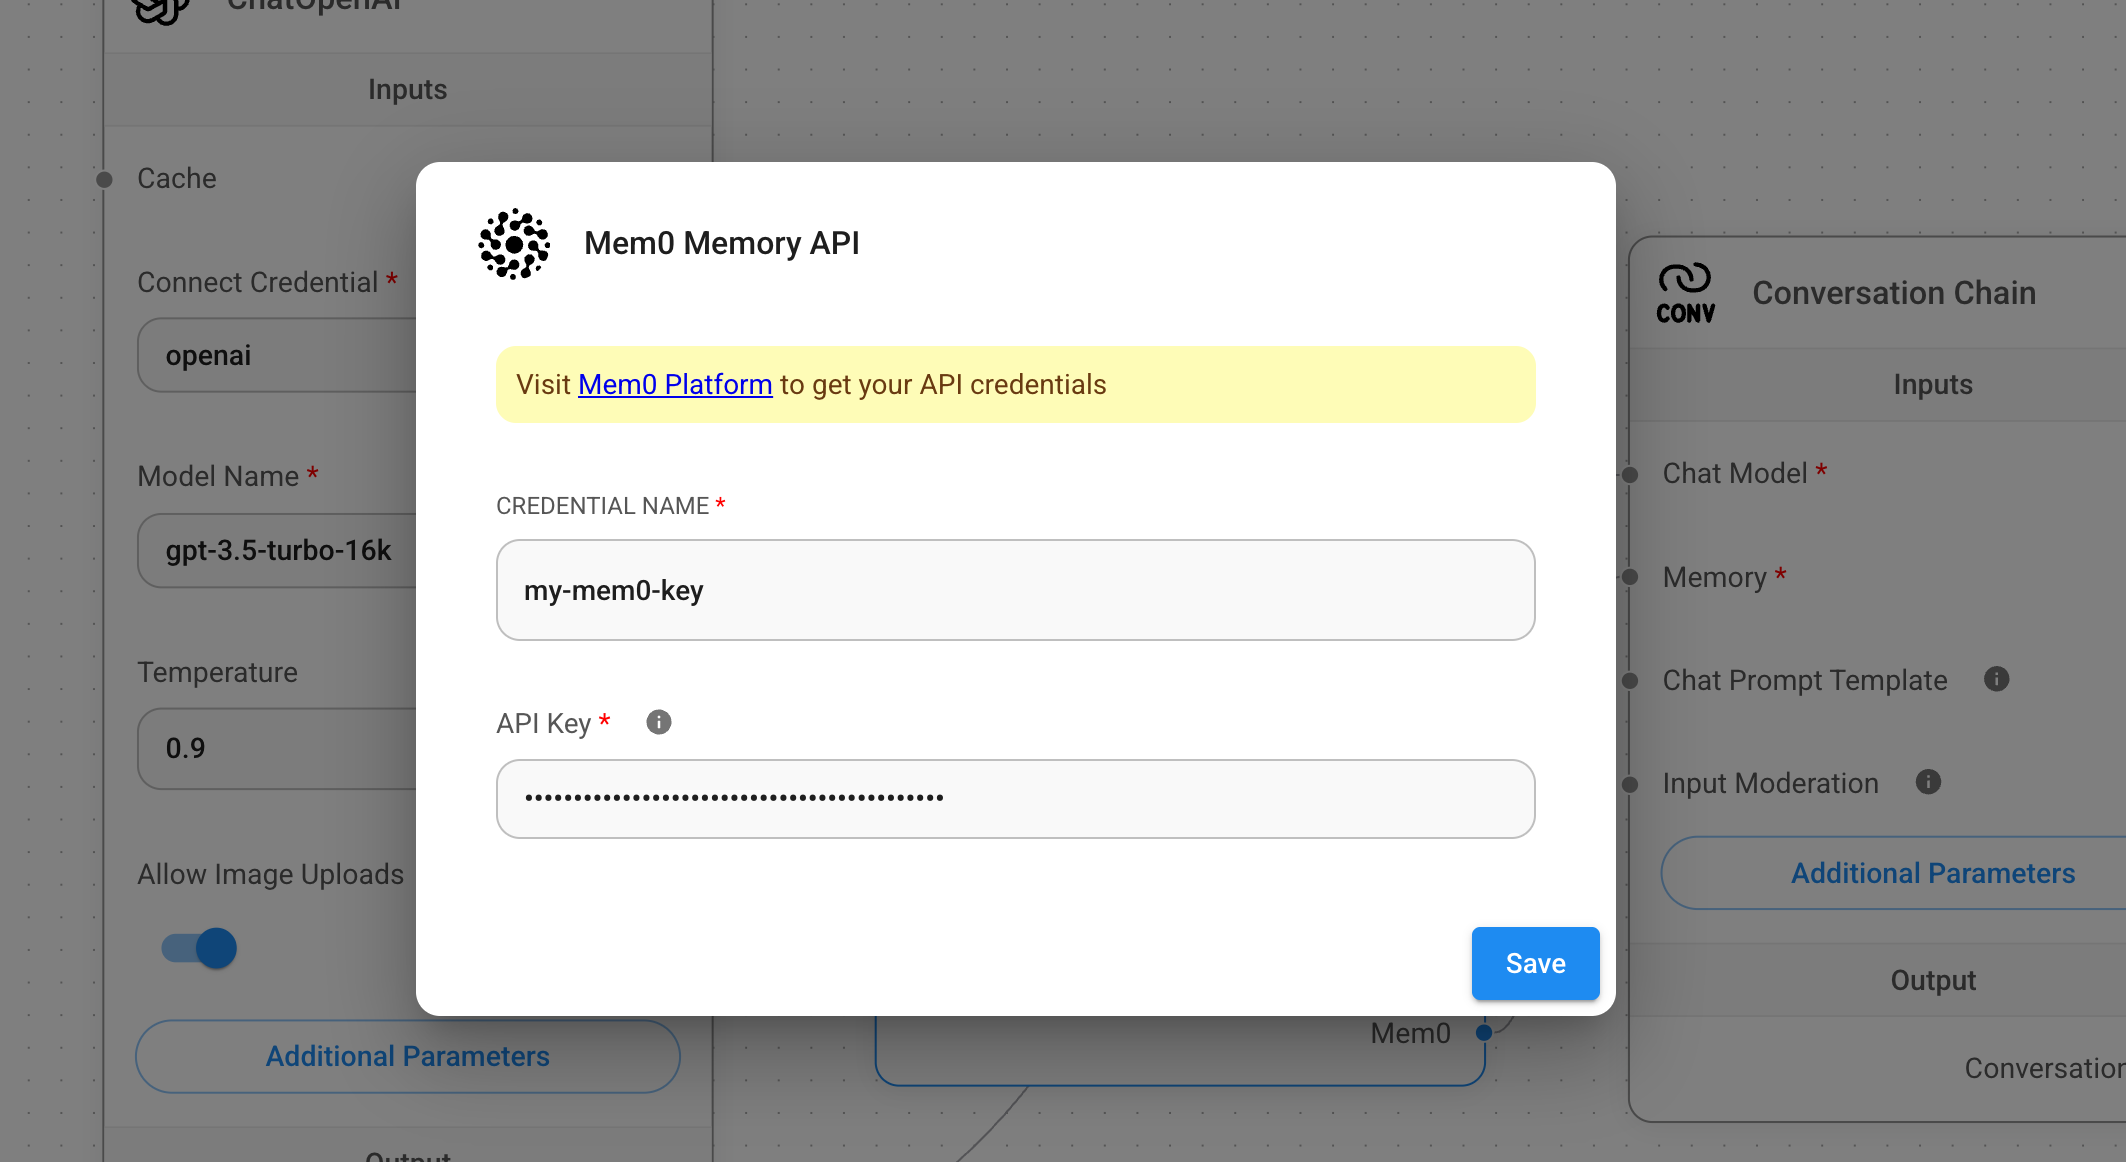 ChatOpenAI
Inputs
Cache
Connect Credential *
openai
Model Name *
gpt-3.5-turbo-16k
Temperature
0.9
Allow Image Uploads
Additional Parameters
Output
Mem0 Memory API
Visit Mem0 Platform to get your API credentials
CREDENTIAL NAME *
my-mem0-key
API Key *
••••••••••••••••••••••••••••••••••••••••••
Save
Mem0
CONV
Conversation Chain
Inputs
Chat Model *
Memory *
Chat Prompt Template
Input Moderation
Additional Parameters
Output
Conversation